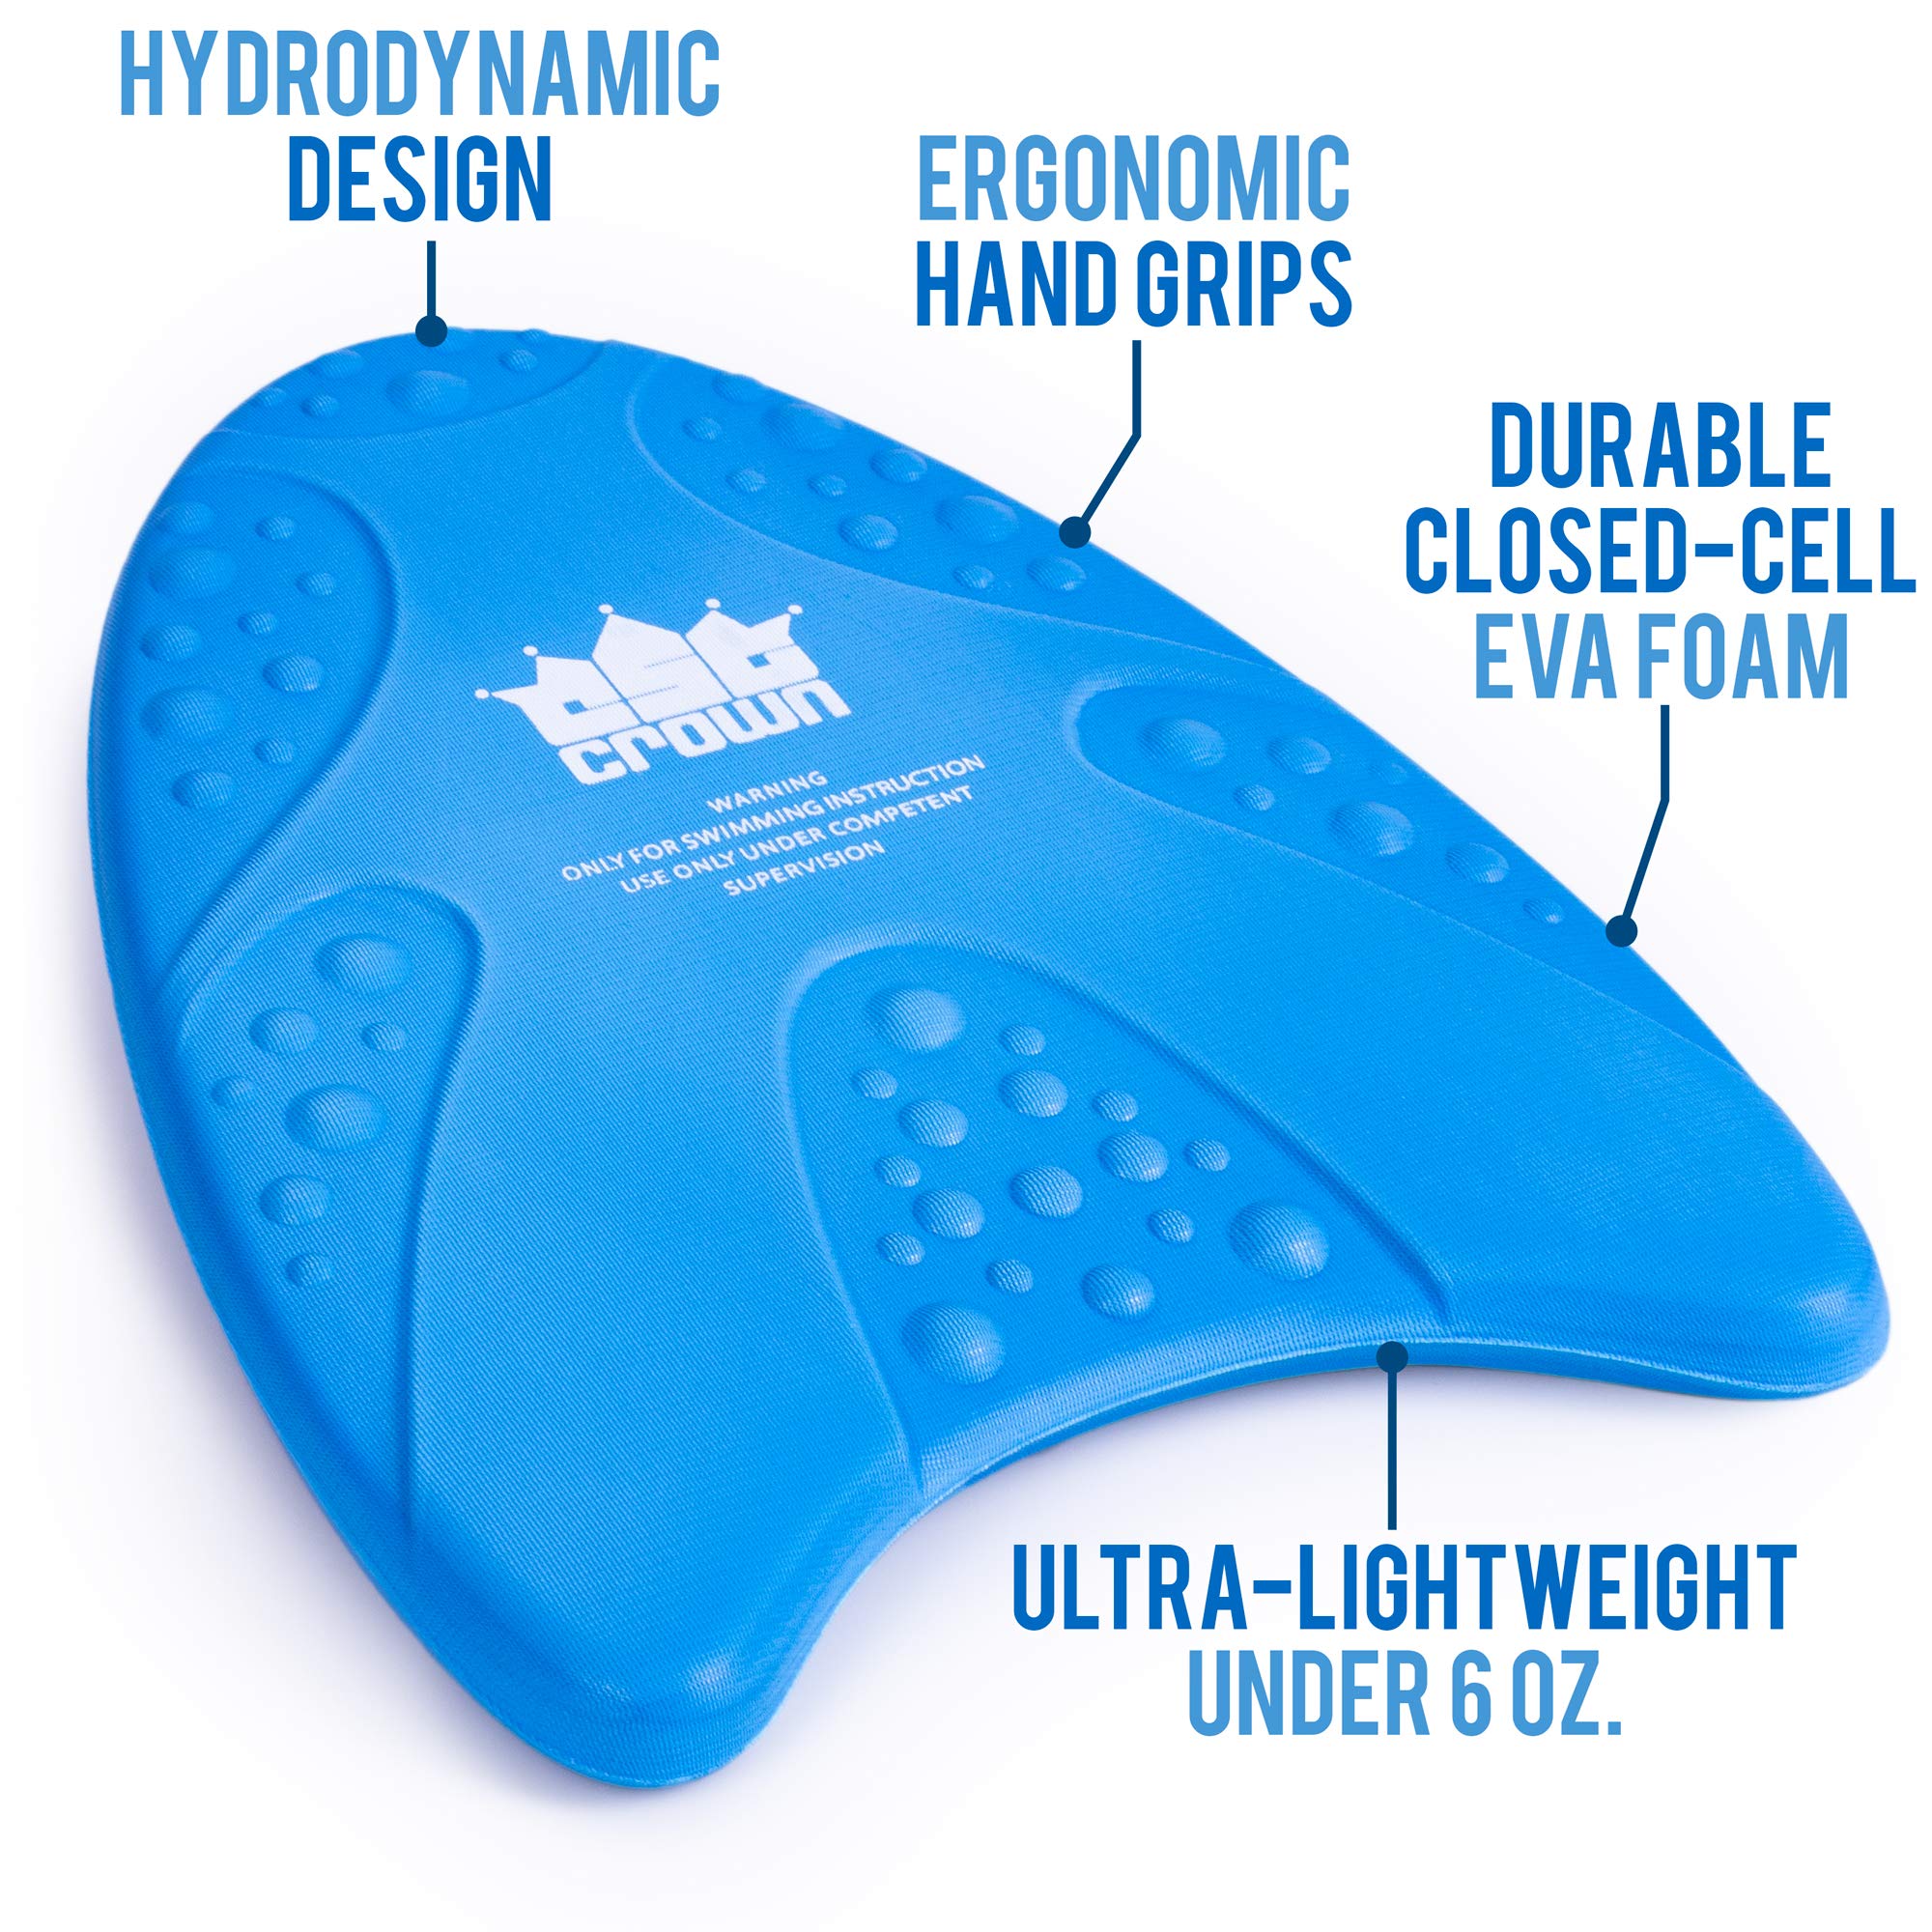 HYDRODYNAMIC
DESIGN
ERGONOMIC
HAND GRIPS
DURABLE
CLOSED-CELL
EVA FOAM
CSG
crown
WARNING
ONLY FOR SWIMMING INSTRUCTION
USE ONLY UNDER COMPETENT
SUPERVISION
ULTRA-LIGHTWEIGHT
UNDER 6 OZ.